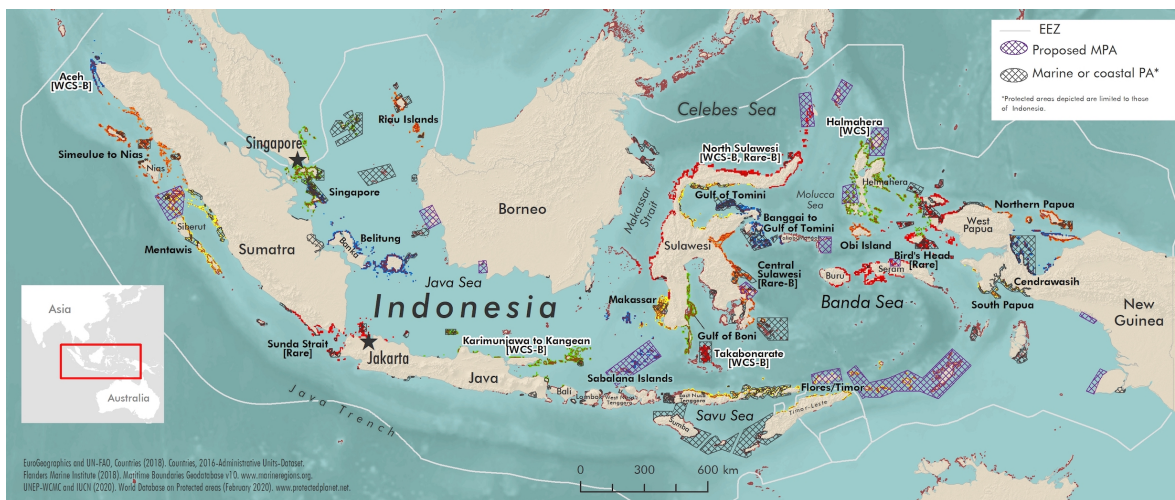 EEZ
Proposed MPA
Marine or coastal PA*
*Protected areas depicted are limited to those
of Indonesia.
Aceh
[WCS-B]
Riau Islands
Celebes Sea
Halmahera
[WCS]
Singapore
North Sulawesi
[WCS-B, Rare-B]
Simeulue to Nias
Nias
Singapore
Makassar
Strait
Gulf of Tomini
Molucca
Sea
Halmahera
Northern Papua
Siberut
Borneo
Banggai to
Gulf of Tomini
West
Papua
Mentawis
Sumatra
Banka
Belitung
Sulawesi
Obi Island
Bird's Head
[Rare]
Central
Sulawesi
[Rare-B]
Buru
Seram
Cendrawasih
Java Sea
Indonesia
Makassar
Banda Sea
South Papua
New
Guinea
Asia
Australia
Sunda Strait
[Rare]
Jakarta
Karimunjawa to Kangean
[WCS-B]
Gulf of Boni
Takabonarate
[WCS-B]
Java
Sabalana Islands
Flores/Timor
Bali
Lombok
West Nusa
Tenggara
East Nusa
Tenggara
Java Trench
Savu Sea
Timor-Leste
Sumba
0 300 600 km
EuroGeographics and UN-FAO, Countries (2018). Countries, 2016-Administrative Units-Dataset.
Flanders Marine Institute (2018). Maritime Boundaries Geodatabase v10. www.marineregions.org.
UNEP-WCMC and IUCN (2020). World Database on Protected areas (February 2020). www.protectedplanet.net.